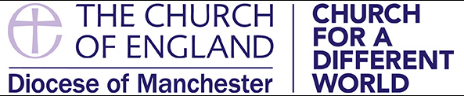 THE CHURCH
OF ENGLAND
Diocese of Manchester
CHURCH
FOR A
DIFFERENT
WORLD